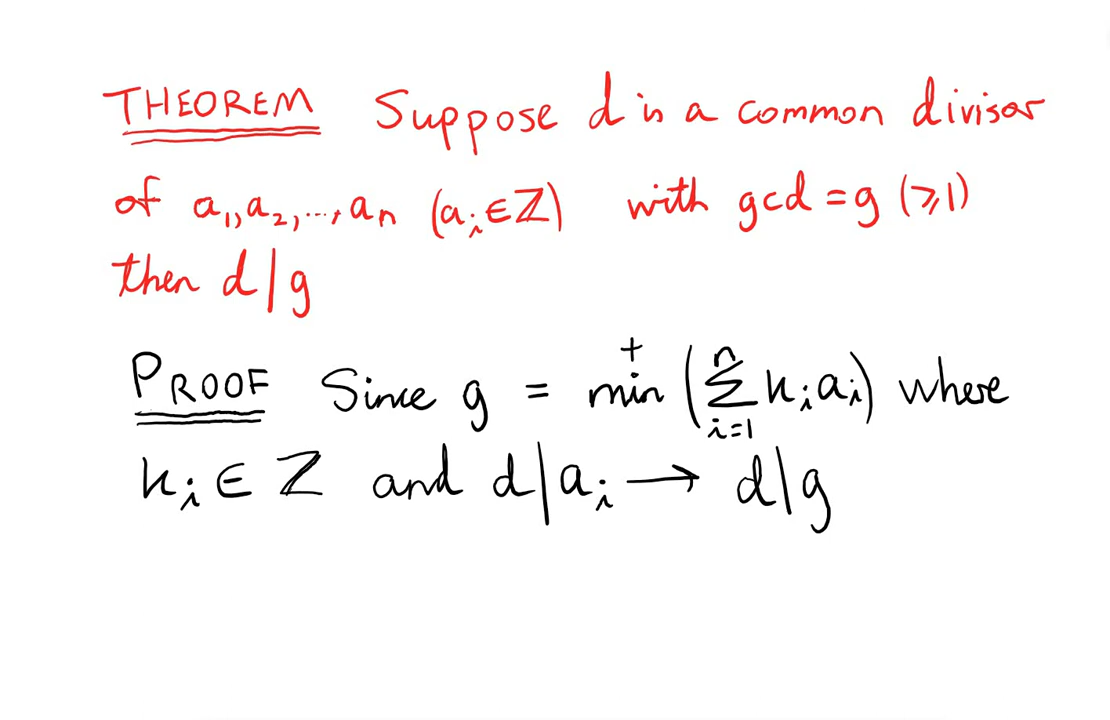 THEOREM Suppose d is a common divisor
of a₁, a₂, ..., aₙ (aᵢ ∈ ℤ) with gcd = g (⩾1)
then d | g
PROOF Since g = min⁺ (∑ᵢ₌₁ⁿ kᵢaᵢ) where
kᵢ ∈ ℤ and d | aᵢ ⟶ d | g